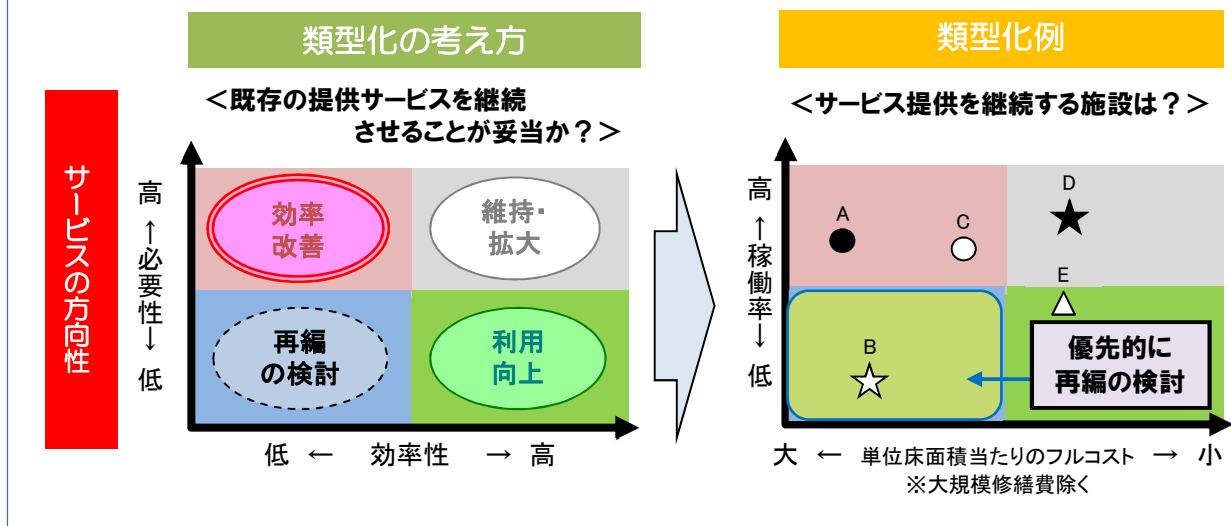 類型化の考え方
類型化例
サービスの方向性
＜既存の提供サービスを継続
させることが妥当か？＞
高
↑
必要性
↓
低
効率
改善
維持・
拡大
再編
の検討
利用
向上
低 ← 効率性 → 高
＜サービス提供を継続する施設は？＞
高
↑
稼働率
↓
低
A
C
D
E
B
優先的に
再編の検討
大 ← 単位床面積当たりのフルコスト → 小
※大規模修繕費除く